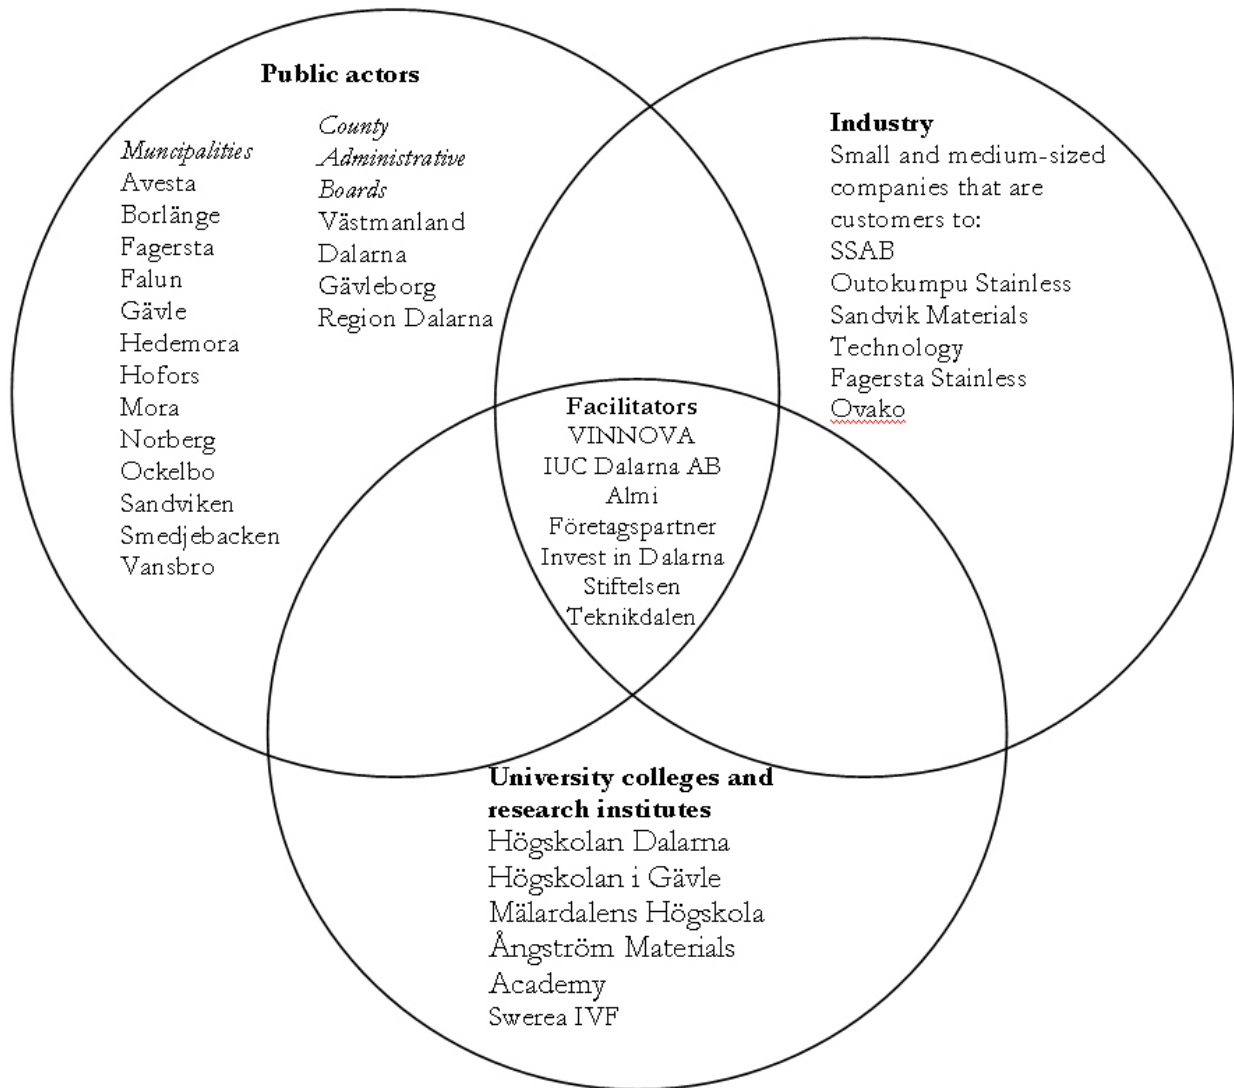 Public actors
Muncipalities
Avesta
Borlänge
Fagersta
Falun
Gävle
Hedemora
Hofors
Mora
Norberg
Ockelbo
Sandviken
Smedjebacken
Vansbro
County
Administrative
Boards
Västmanland
Dalarna
Gävleborg
Region Dalarna
Industry
Small and medium-sized
companies that are
customers to:
SSAB
Outokumpu Stainless
Sandvik Materials
Technology
Fagersta Stainless
Ovako
Facilitators
VINNOVA
IUC Dalarna AB
Almi
Företagspartner
Invest in Dalarna
Stiftelsen
Teknikdalen
University colleges and
research institutes
Högskolan Dalarna
Högskolan i Gävle
Mälardalens Högskola
Ångström Materials
Academy
Swerea IVF